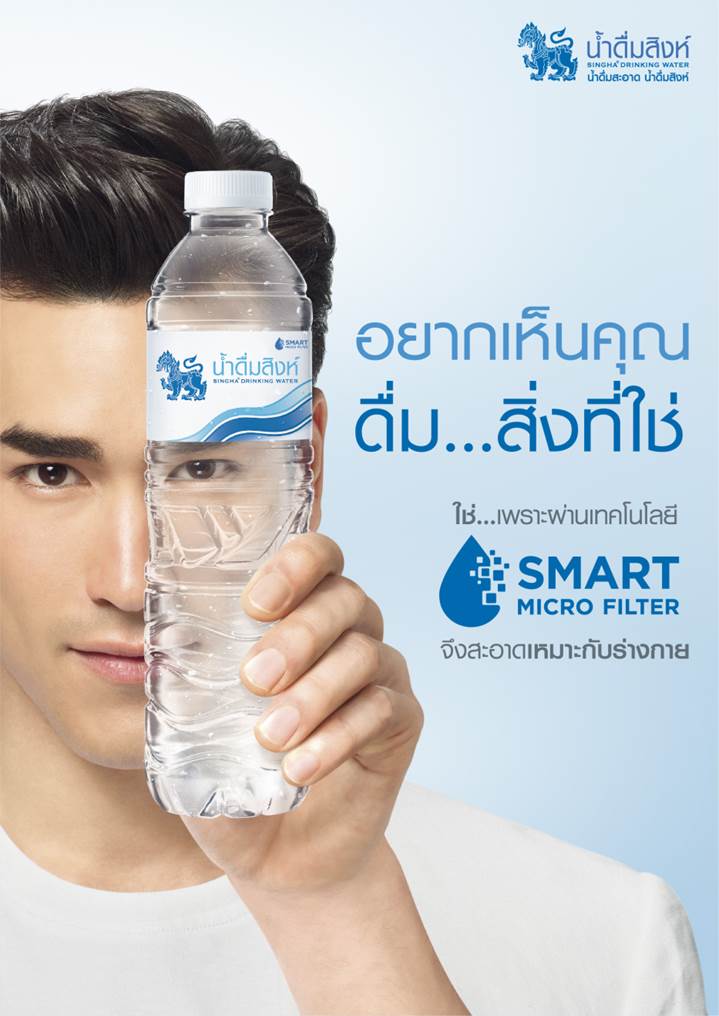 น้ำดื่มสิงห์
SINGHA® DRINKING WATER
น้ำดื่มสะอาด น้ำดื่มสิงห์
SMART
MICRO FILTER
น้ำดื่มสิงห์
SINGHA® DRINKING WATER
อยากเห็นคุณ
ดื่ม...สิ่งที่ใช่
ใช่...เพราะผ่านเทคโนโลยี
SMART
MICRO FILTER
จึงสะอาดเหมาะกับร่างกาย